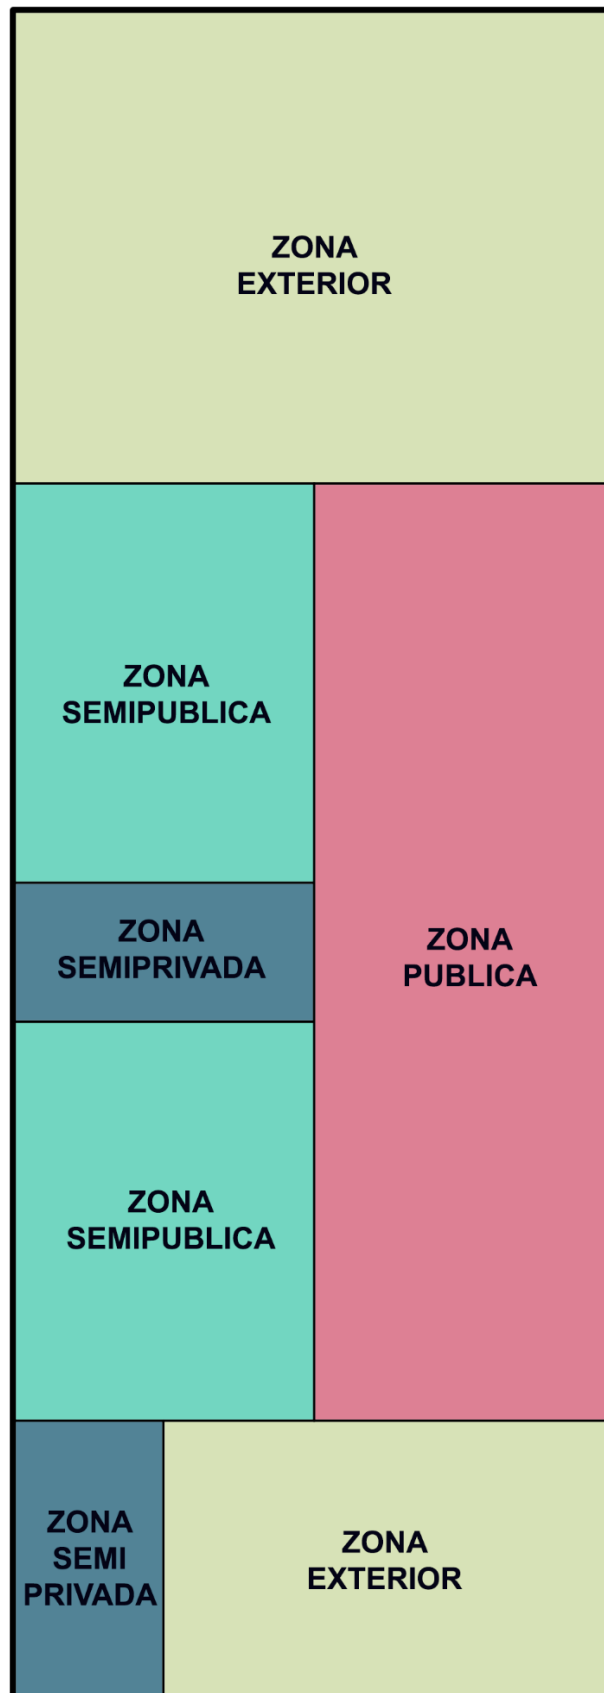 ZONA
EXTERIOR
ZONA
SEMIPUBLICA
ZONA
SEMIPRIVADA
ZONA
PUBLICA
ZONA
SEMIPUBLICA
ZONA
SEMI
PRIVADA
ZONA
EXTERIOR